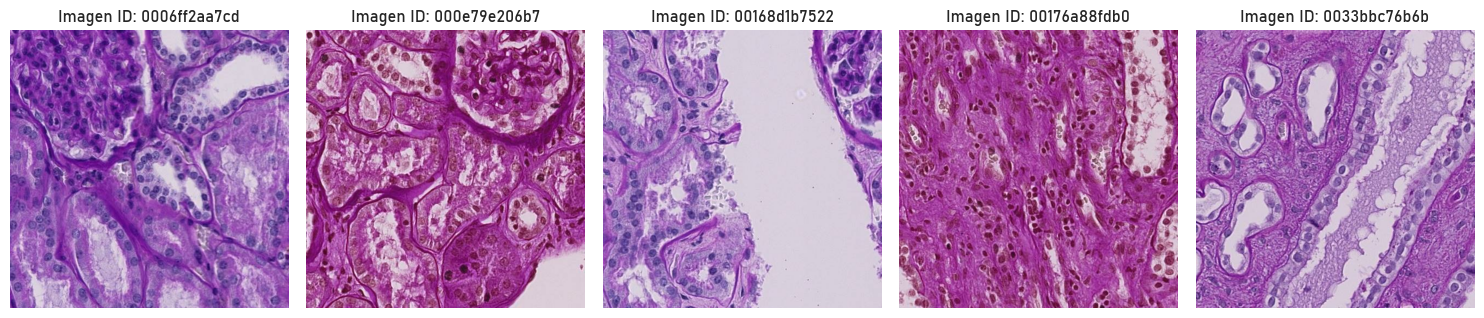 Imagen ID: 0006ff2aa7cd
Imagen ID: 000e79e206b7
Imagen ID: 00168d1b7522
Imagen ID: 00176a88fdb0
Imagen ID: 0033bbc76b6b